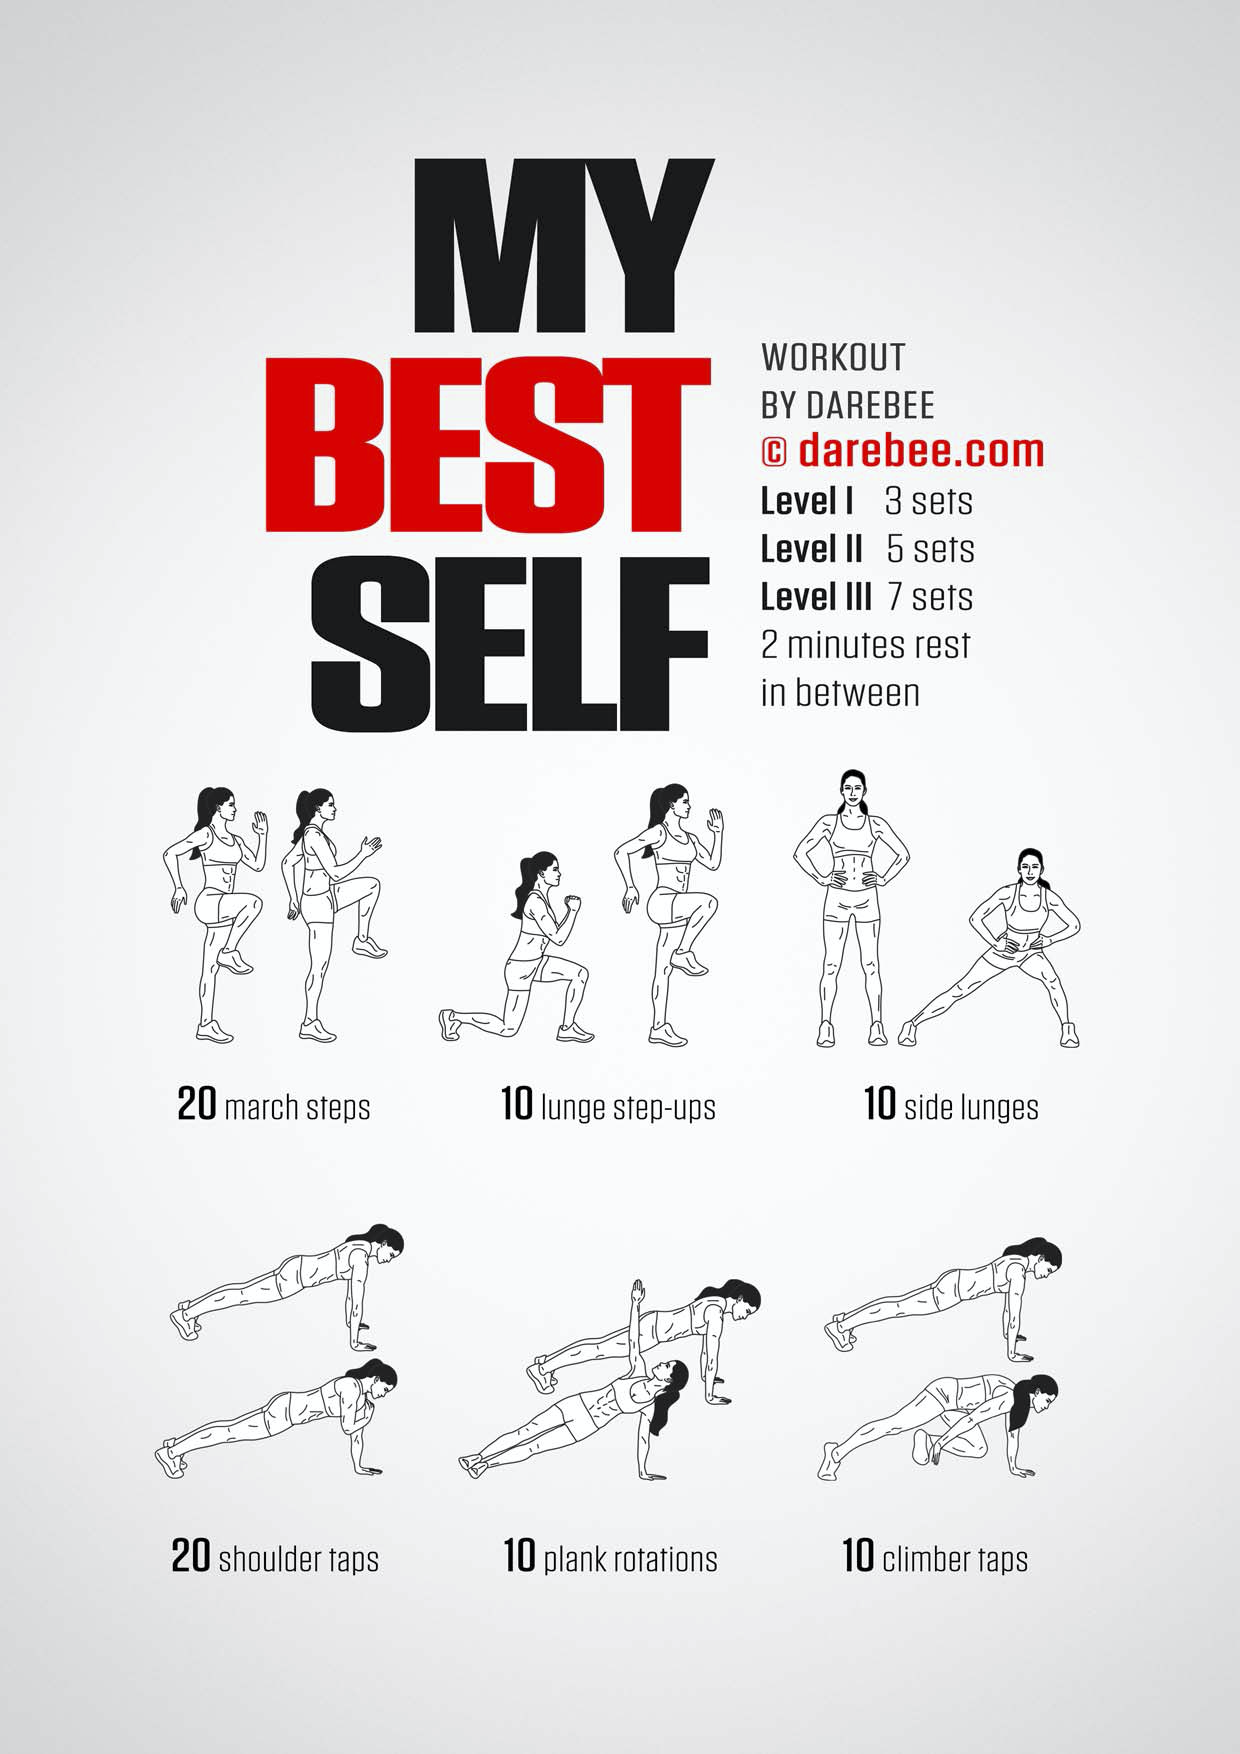 MY
BEST
SELF
WORKOUT
BY DAREBEE
© darebee.com
Level I 3 sets
Level II 5 sets
Level III 7 sets
2 minutes rest
in between
20 march steps
10 lunge step-ups
10 side lunges
20 shoulder taps
10 plank rotations
10 climber taps